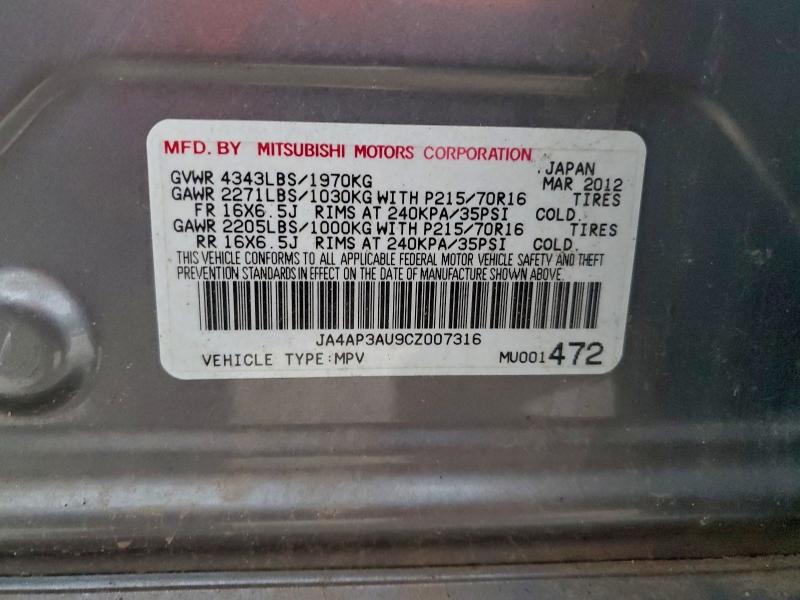 MFD. BY MITSUBISHI MOTORS CORPORATION JAPAN
GVWR 4343LBS/1970KG MAR 2012
GAWR 2271LBS/1030KG WITH P215/70R16 TIRES
FR 16X6.5J RIMS AT 240KPA/35PSI COLD.
GAWR 2205LBS/1000KG WITH P215/70R16 TIRES
RR 16X6.5J RIMS AT 240KPA/35PSI COLD.
THIS VEHICLE CONFORMS TO ALL APPLICABLE FEDERAL MOTOR VEHICLE SAFETY AND THEFT
PREVENTION STANDARDS IN EFFECT ON THE DATE OF MANUFACTURE SHOWN ABOVE.
JA4AP3AU9CZ007316
VEHICLE TYPE:MPV MU001472